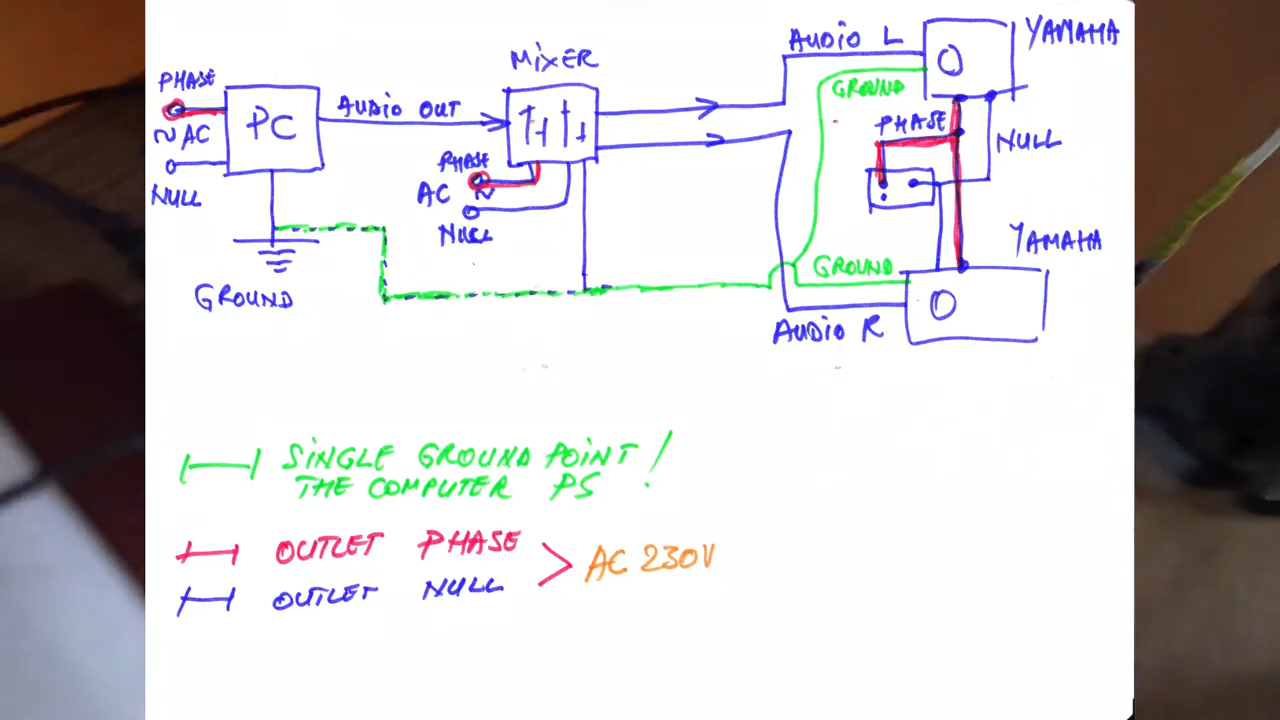 AUDIO L
YAMAHA
MIXER
PHASE
PC
AUDIO OUT
GROUND
~ AC
PHASE
NULL
PHASE
AC ~
NULL
NULL
YAMAHA
GROUND
GROUND
AUDIO R
SINGLE GROUND POINT!
THE COMPUTER PS
OUTLET PHASE
AC 230V
OUTLET NULL